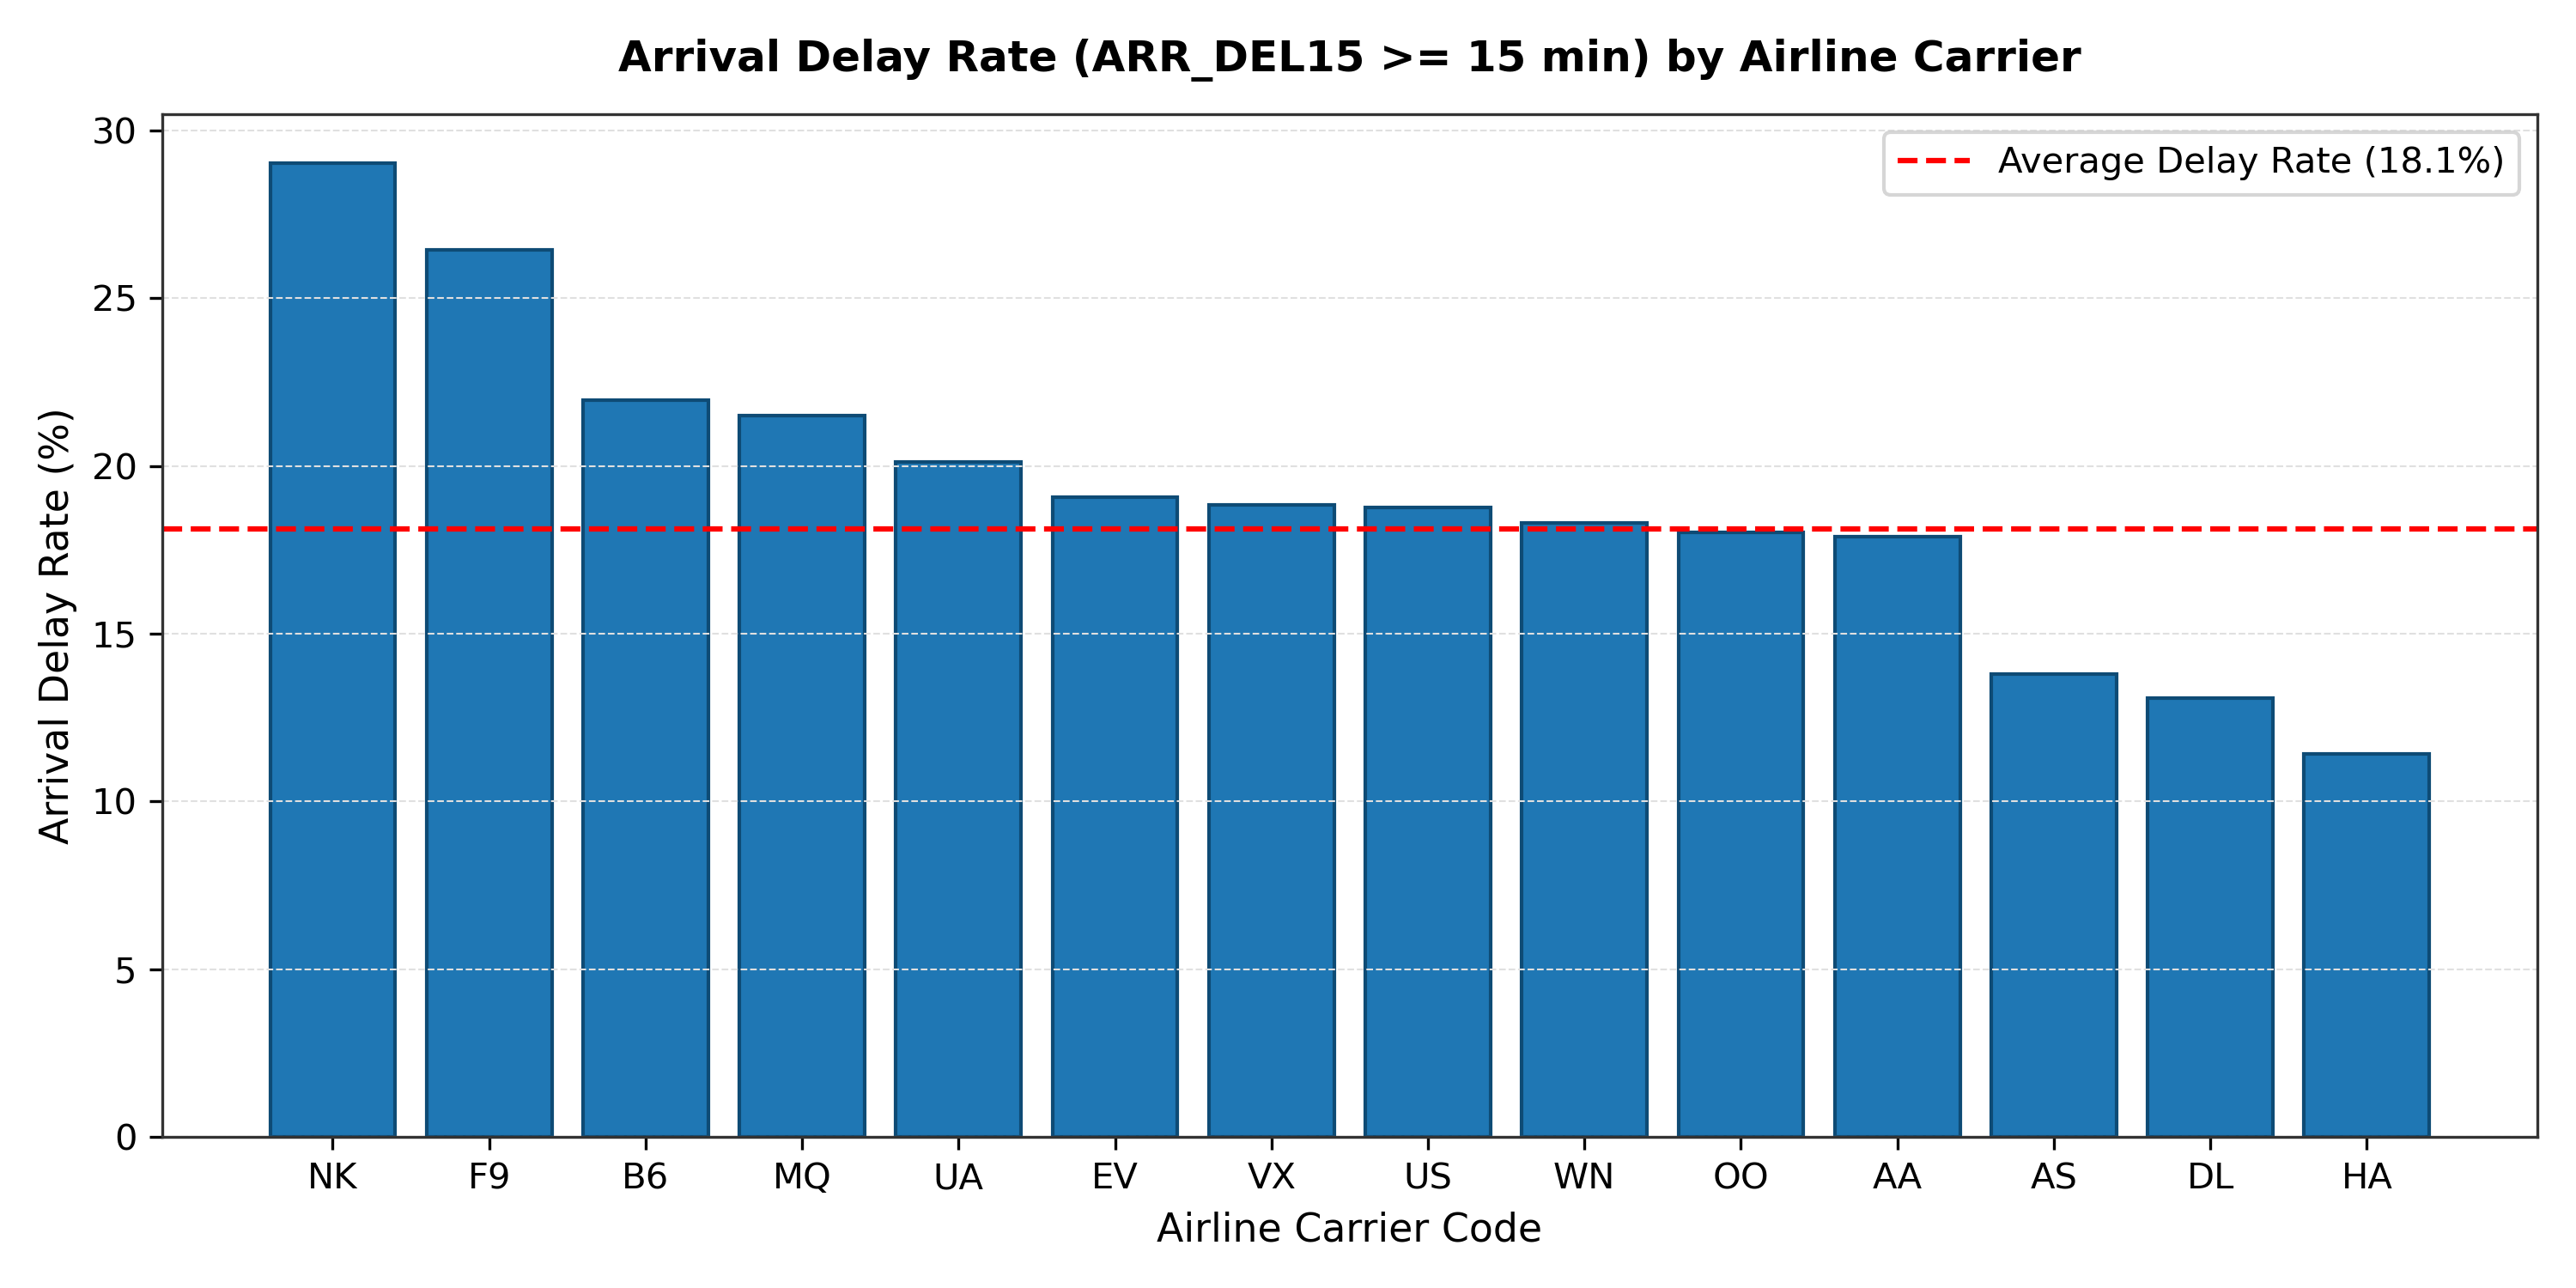 Arrival Delay Rate (ARR_DEL15 >= 15 min) by Airline Carrier
Average Delay Rate (18.1%)
Arrival Delay Rate (%)
30
25
20
15
10
5
0
NK F9 B6 MQ UA EV VX US WN OO AA AS DL HA
Airline Carrier Code